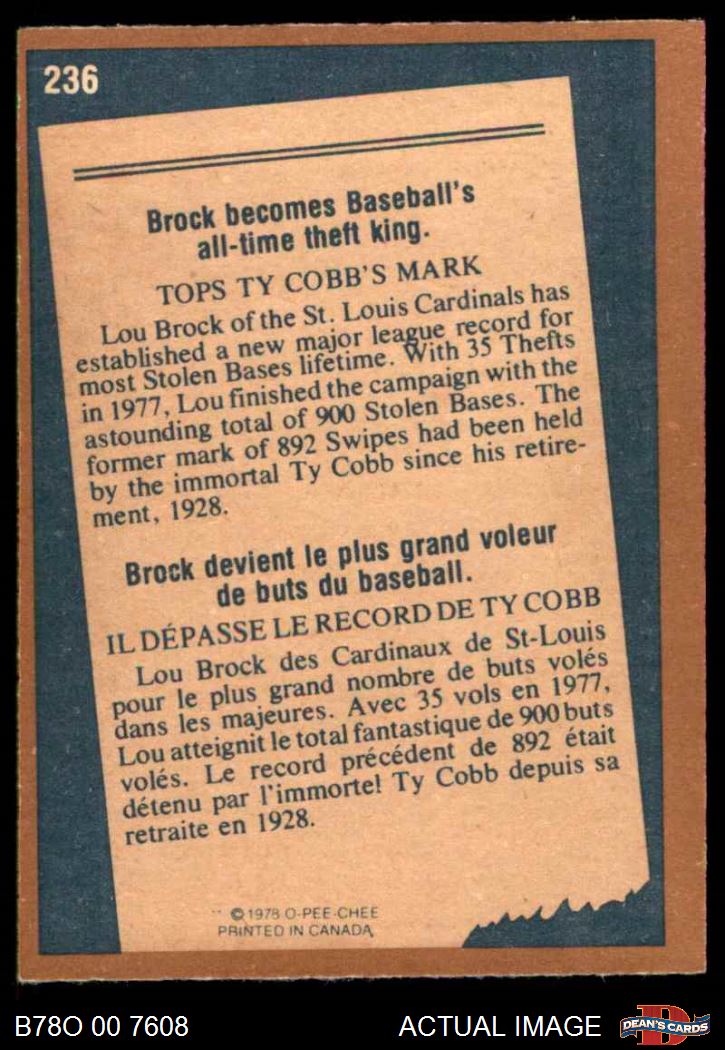 236
Brock becomes Baseball's
all-time theft king.
TOPS TY COBB'S MARK
Lou Brock of the St. Louis Cardinals has
established a new major league record for
most Stolen Bases lifetime. With 35 Thefts
in 1977, Lou finished the campaign with the
astounding total of 900 Stolen Bases. The
former mark of 892 Swipes had been held
by the immortal Ty Cobb since his retire-
ment, 1928.
Brock devient le plus grand voleur
de buts du baseball.
IL DÉPASSE LE RECORD DE TY COBB
Lou Brock des Cardinaux de St-Louis
pour le plus grand nombre de buts volés
dans les majeures. Avec 35 vols en 1977,
Lou atteignit le total fantastique de 900 buts
volés. Le record précédent de 892 était
détenu par l'immortel Ty Cobb depuis sa
retraite en 1928.
©1978 O-PEE-CHEE
PRINTED IN CANADA
B78O 00 7608
ACTUAL IMAGE
D
DEAN'S CARDS